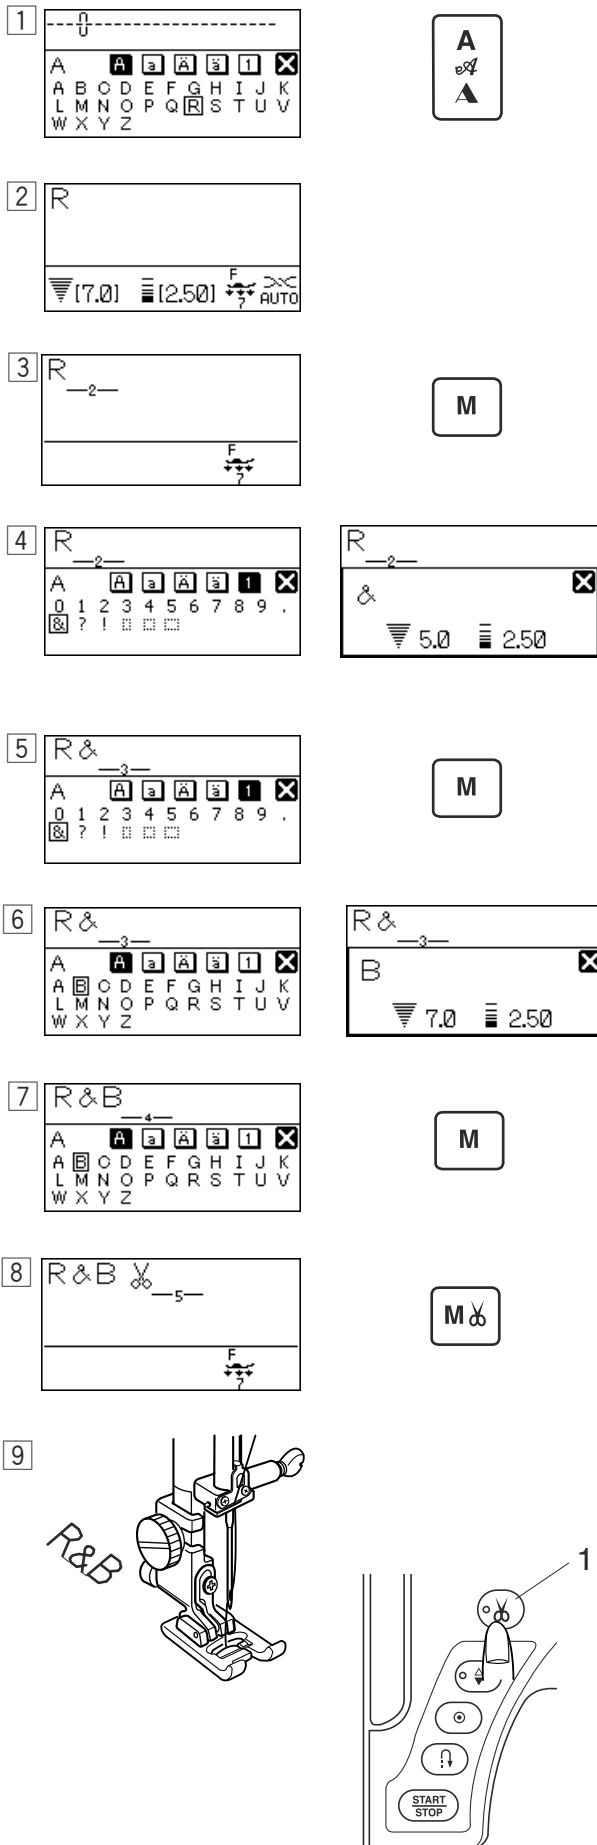 1
A A a Ä ä 1 X
A B C D E F G H I J K
L M N O P Q R S T U V
W X Y Z
A
A
A
2
R
[7.0] [2.50] F 7 AUTO
3
R
2
F
7
M
4
R
2
A A a Ä ä 1 X
0 1 2 3 4 5 6 7 8 9 .
& ? !
R
2
& X
5.0 2.50
5
R &
3
A A a Ä ä 1 X
0 1 2 3 4 5 6 7 8 9 .
& ? !
M
6
R &
3
A A a Ä ä 1 X
A B C D E F G H I J K
L M N O P Q R S T U V
W X Y Z
R &
3
B X
7.0 2.50
7
R & B
4
A A a Ä ä 1 X
A B C D E F G H I J K
L M N O P Q R S T U V
W X Y Z
M
8
R & B
5
F
7
M
9
R&B
1
START
STOP